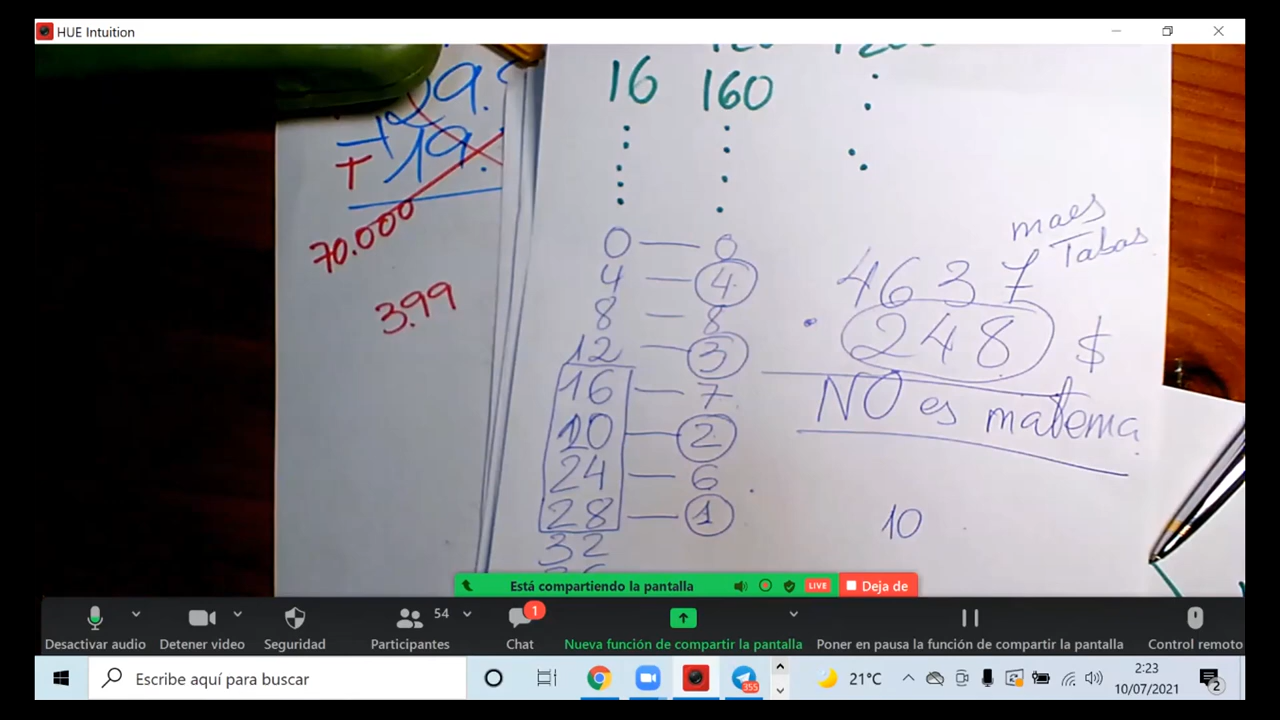 HUE Intuition
29.
+ 19.
70.000
3.99
16 160
0 — 0
4 — 4
8 — 8
12 — 3
16 — 7
20 — 2
24 — 6
28 — 1
32
maes
Tabas
4637
· 248 $
NO es matema
10
Está compartiendo la pantalla
LIVE
Deja de
54
1
Desactivar audio
Detener video
Seguridad
Participantes
Chat
Nueva función de compartir la pantalla
Poner en pausa la función de compartir la pantalla
Control remoto
Escribe aquí para buscar
355
21°C
2:23
10/07/2021
2